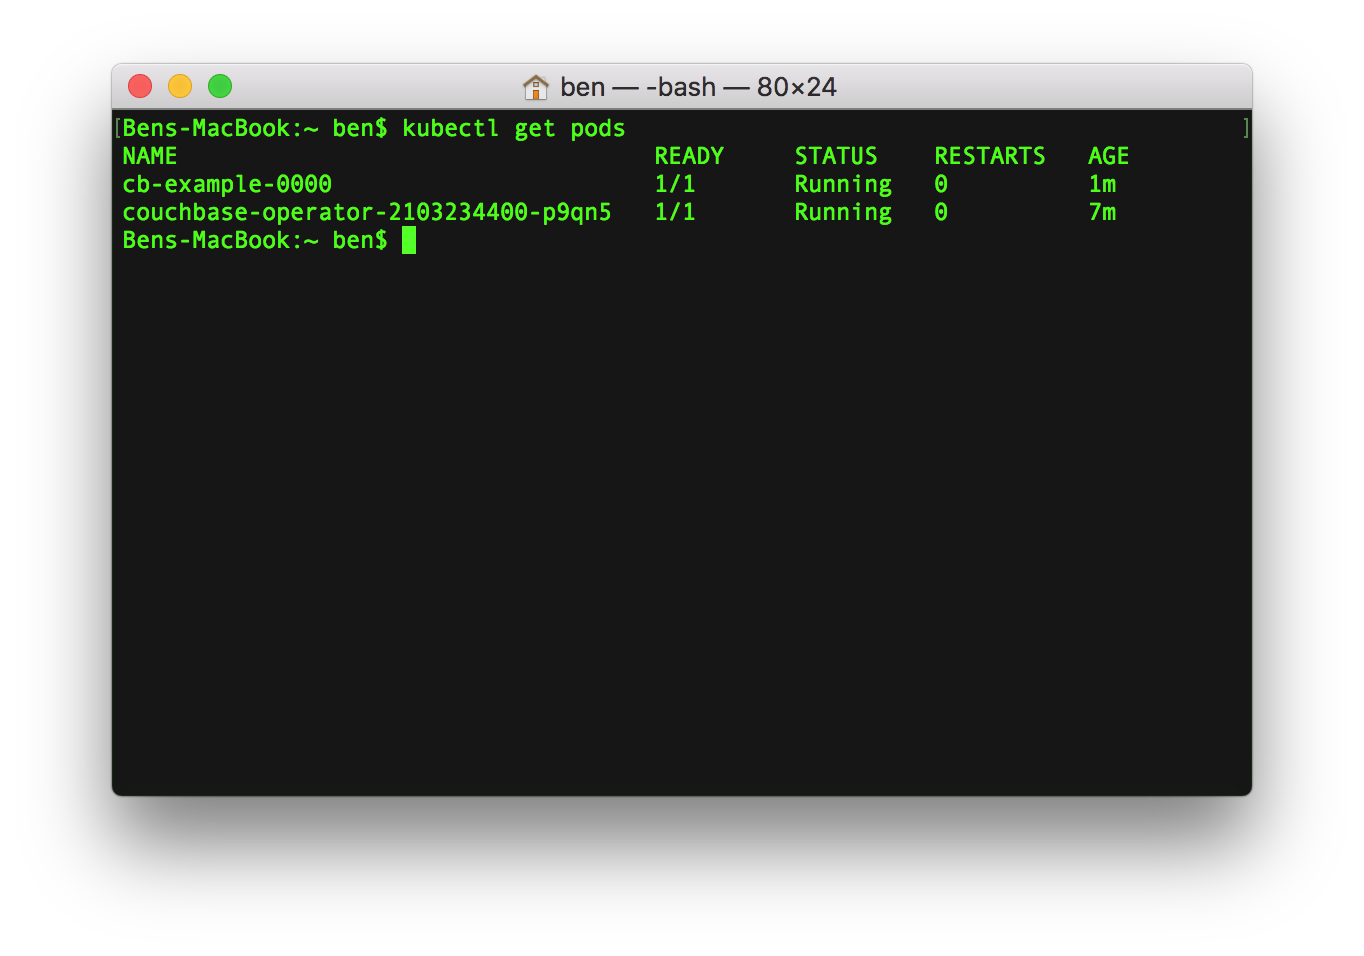 ben — -bash — 80×24
[Bens-MacBook:~ ben$ kubectl get pods ]
NAME READY STATUS RESTARTS AGE
cb-example-0000 1/1 Running 0 1m
couchbase-operator-2103234400-p9qn5 1/1 Running 0 7m
Bens-MacBook:~ ben$